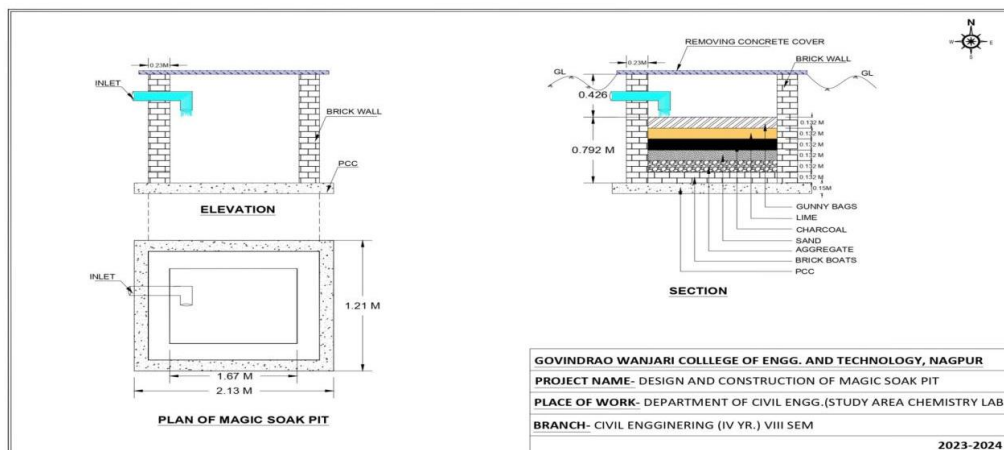 0.23M
INLET
BRICK WALL
PCC
ELEVATION
INLET
1.21 M
1.67 M
2.13 M
PLAN OF MAGIC SOAK PIT
N
W
E
S
REMOVING CONCRETE COVER
0.23M
BRICK WALL
GL
GL
0.426
0.792 M
0.132 M
0.132 M
0.132 M
0.132 M
0.132 M
0.132 M
0.15M
GUNNY BAGS
LIME
CHARCOAL
SAND
AGGREGATE
BRICK BOATS
PCC
SECTION
GOVINDRAO WANJARI COLLLEGE OF ENGG. AND TECHNOLOGY, NAGPUR
PROJECT NAME- DESIGN AND CONSTRUCTION OF MAGIC SOAK PIT
PLACE OF WORK- DEPARTMENT OF CIVIL ENGG.(STUDY AREA CHEMISTRY LAB
BRANCH- CIVIL ENGGINERING (IV YR.) VIII SEM
2023-2024